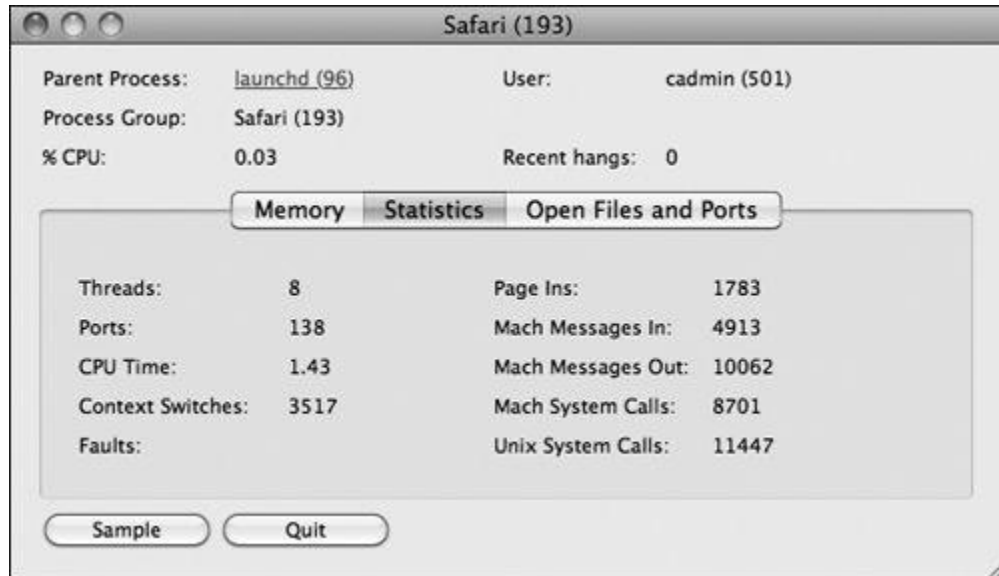 Safari (193)
Parent Process: launchd (96) User: cadmin (501)
Process Group: Safari (193)
% CPU: 0.03 Recent hangs: 0
Memory Statistics Open Files and Ports
Threads: 8 Page Ins: 1783
Ports: 138 Mach Messages In: 4913
CPU Time: 1.43 Mach Messages Out: 10062
Context Switches: 3517 Mach System Calls: 8701
Faults: Unix System Calls: 11447
Sample Quit